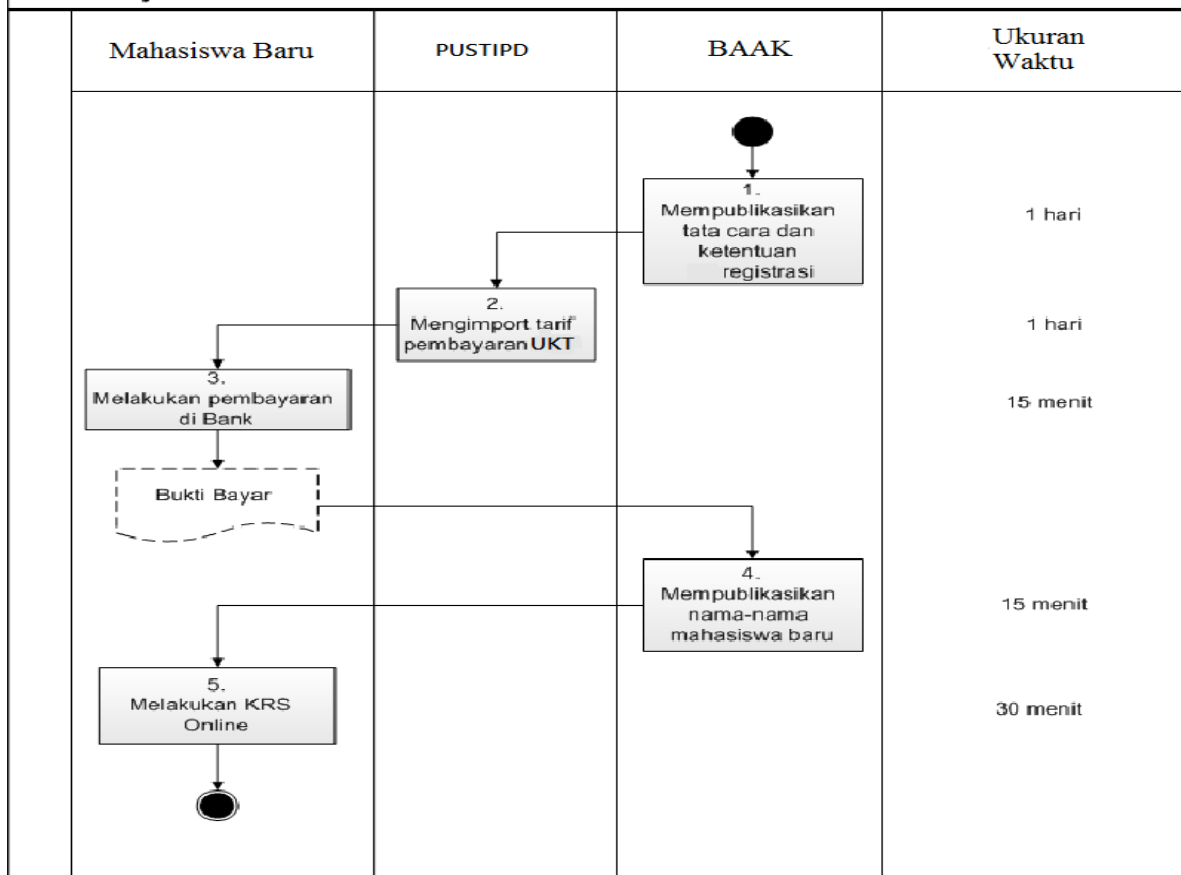 Mahasiswa Baru
PUSTIPD
BAAK
Ukuran
Waktu
1.
Mempublikasikan
tata cara dan
ketentuan
registrasi
1 hari
2.
Mengimport tarif
pembayaran UKT
1 hari
3.
Melakukan pembayaran
di Bank
15 menit
Bukti Bayar
4.
Mempublikasikan
nama-nama
mahasiswa baru
15 menit
5.
Melakukan KRS
Online
30 menit